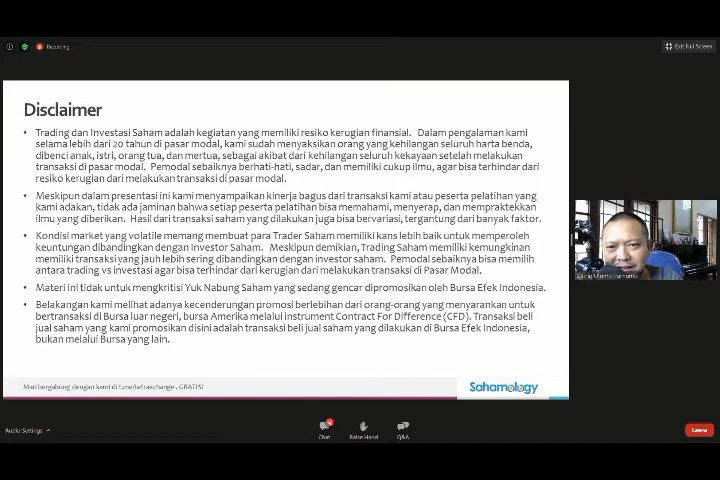 Recording
Exit Full Screen
Disclaimer
• Trading dan Investasi Saham adalah kegiatan yang memiliki resiko kerugian finansial. Dalam pengalaman kami
selama lebih dari 20 tahun di pasar modal, kami sudah menyaksikan orang yang kehilangan seluruh harta benda,
dibenci anak, istri, orang tua, dan mertua, sebagai akibat dari kehilangan seluruh kekayaan setelah melakukan
transaksi di pasar modal. Pemodal sebaiknya berhati-hati, sadar, dan memiliki cukup ilmu, agar bisa terhindar dari
resiko kerugian dari melakukan transaksi di pasar modal.
• Meskipun dalam presentasi ini kami menyampaikan kinerja bagus dari transaksi kami atau peserta pelatihan yang
kami adakan, tidak ada jaminan bahwa setiap peserta pelatihan bisa memahami, menyerap, dan mempraktekkan
ilmu yang diberikan. Hasil dari transaksi saham yang dilakukan juga bisa bervariasi, tergantung dari banyak faktor.
• Kondisi market yang volatile memang membuat para Trader Saham memiliki kans lebih baik untuk memperoleh
keuntungan dibandingkan dengan Investor Saham. Meskipun demikian, Trading Saham memiliki kemungkinan
memiliki transaksi yang jauh lebih sering dibandingkan dengan investor saham. Pemodal sebaiknya bisa memilih
antara trading vs investasi agar bisa terhindar dari kerugian dari melakukan transaksi di Pasar Modal.
• Materi ini tidak untuk mengkritisi Yuk Nabung Saham yang sedang gencar dipromosikan oleh Bursa Efek Indonesia.
• Belakangan kami melihat adanya kecenderungan promosi berlebihan dari orang-orang yang menyarankan untuk
bertransaksi di Bursa luar negeri, bursa Amerika melalui instrument Contract For Difference (CFD). Transaksi beli
jual saham yang kami promosikan disini adalah transaksi beli jual saham yang dilakukan di Bursa Efek Indonesia,
bukan melalui Bursa yang lain.
Satrio Utomo Purnomo
Mari bergabung dengan kami di t.me/tetraxchange. GRATIS!
Sahamology
Audio Settings
Chat
Raise Hand
Q&A
Leave